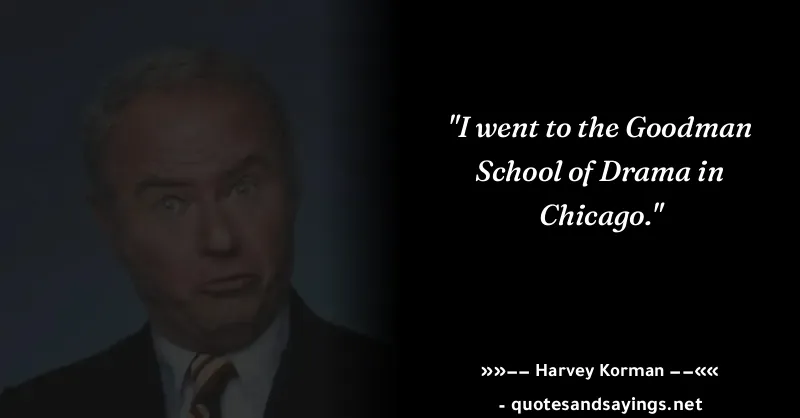 "I went to the Goodman
School of Drama in
Chicago."
»»–– Harvey Korman ––««
- quotesandsayings.net